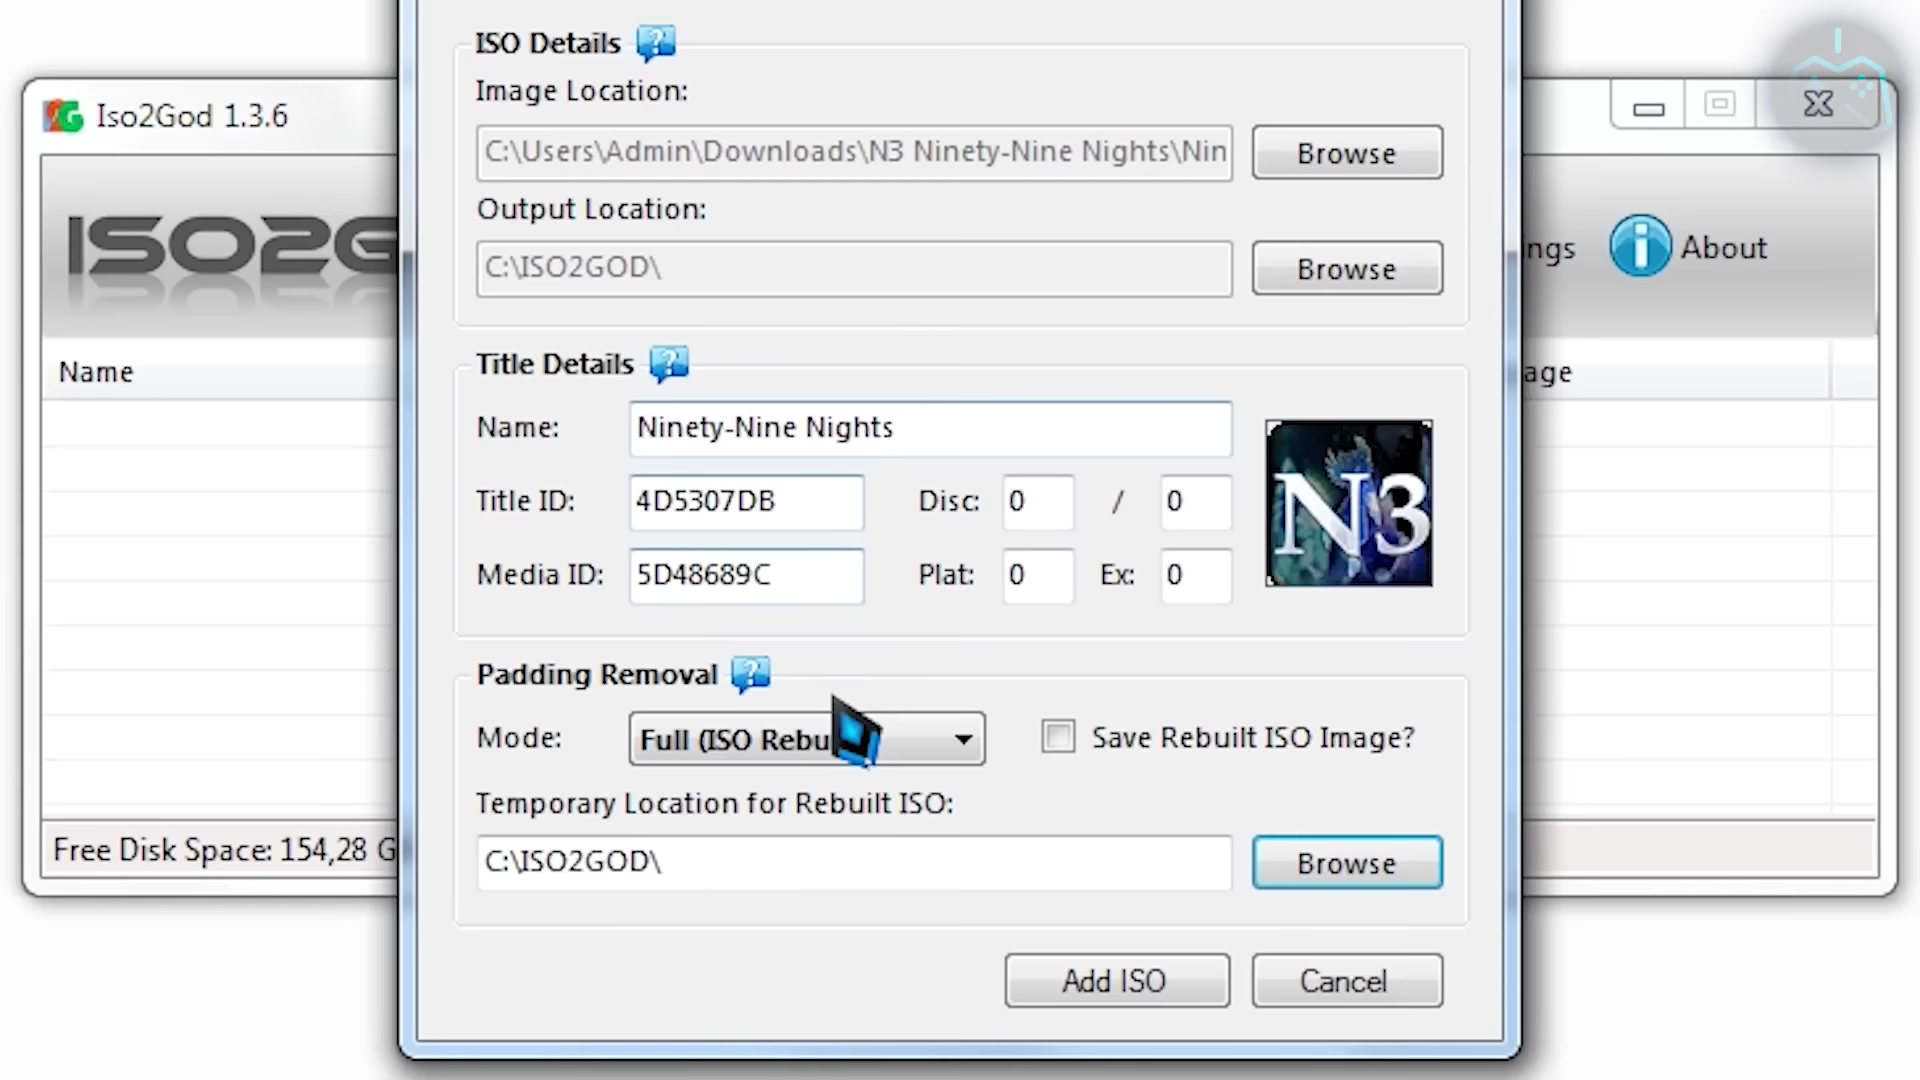 ISO Details
Iso2God 1.3.6
Image Location:
C:\Users\Admin\Downloads\N3 Ninety-Nine Nights\Nin
Browse
Output Location:
C:\ISO2GOD\
Browse
ISO2G
ings
About
Name
age
Title Details
Name:
Ninety-Nine Nights
Title ID:
4D5307DB
Disc:
0
/
0
Media ID:
5D48689C
Plat:
0
Ex:
0
N3
Padding Removal
Mode:
Full (ISO Rebu
Save Rebuilt ISO Image?
Temporary Location for Rebuilt ISO:
C:\ISO2GOD\
Browse
Free Disk Space: 154,28 G
Add ISO
Cancel